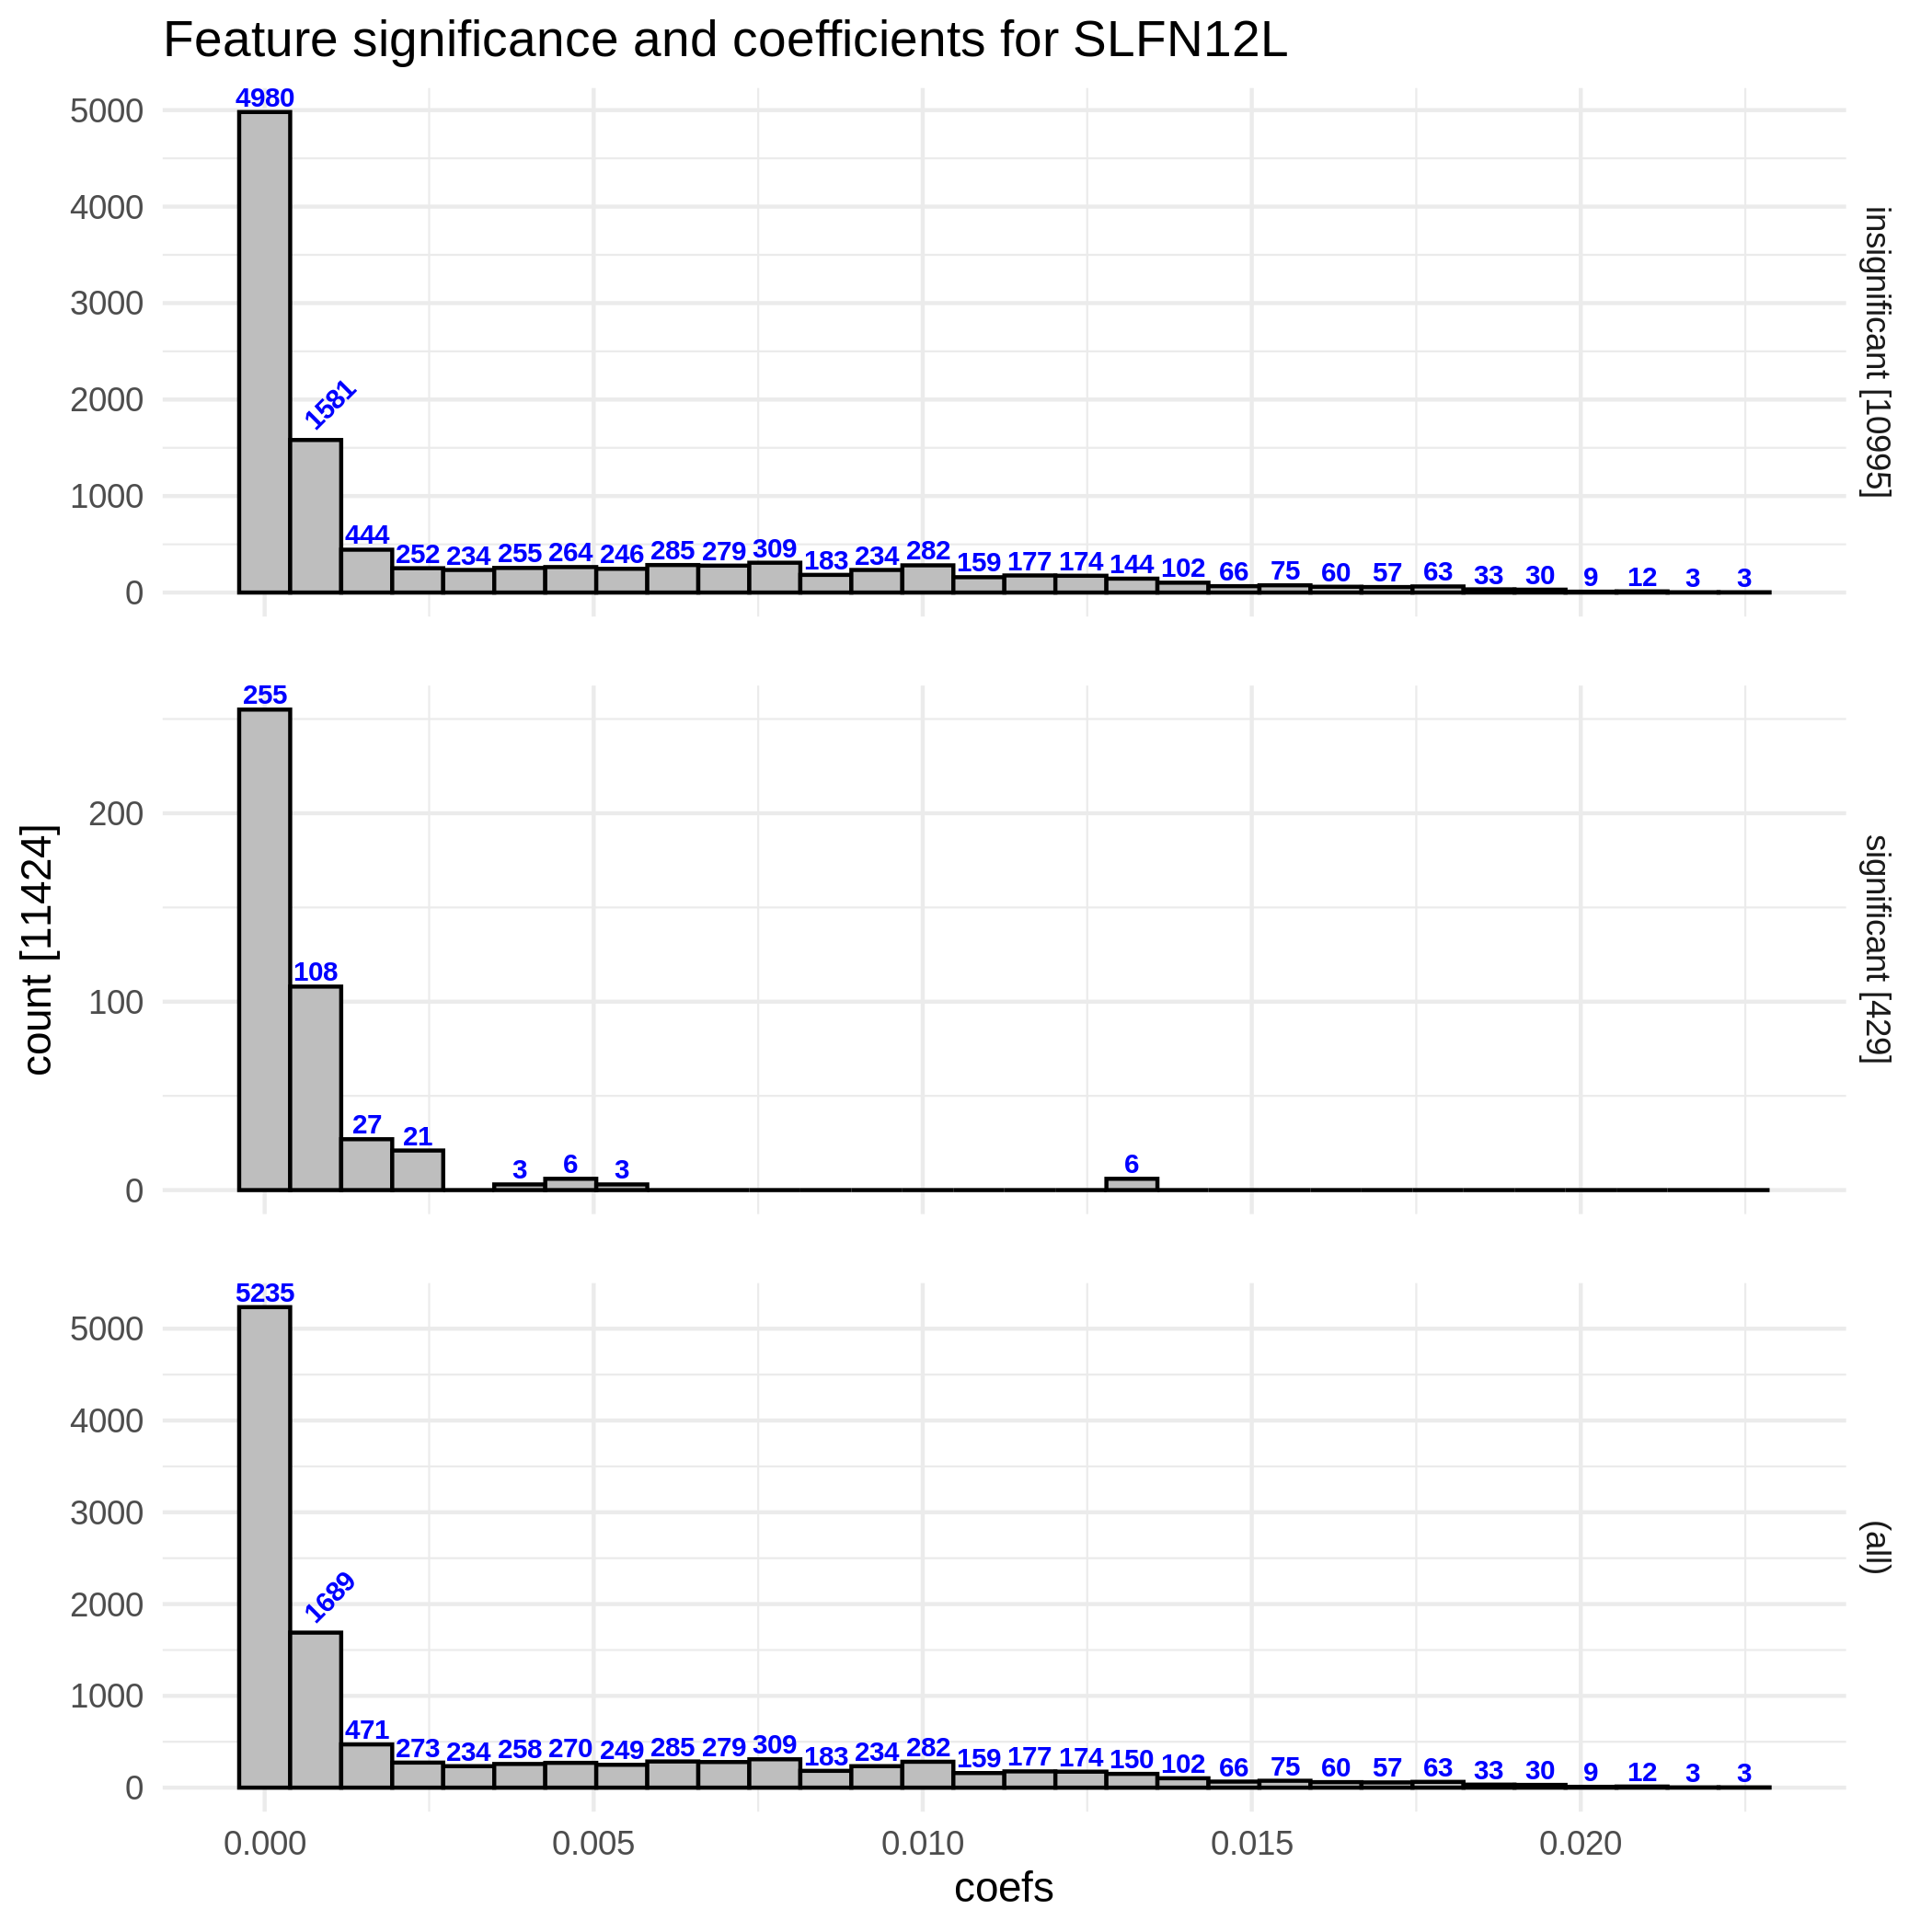 Feature significance and coefficients for SLFN12L
count [11424]
5000
4000
3000
2000
1000
0
4980
1581
444 252 234 255 264 246 285 279 309 183 234 282 159 177 174 144 102 66 75 60 57 63 33 30 9 12 3 3
insignificant [10995]
200
100
0
255
108
27 21 3 6 3 6
significant [429]
5000
4000
3000
2000
1000
0
5235
1689
471 273 234 258 270 249 285 279 309 183 234 282 159 177 174 150 102 66 75 60 57 63 33 30 9 12 3 3
(all)
0.000 0.005 0.010 0.015 0.020
coefs